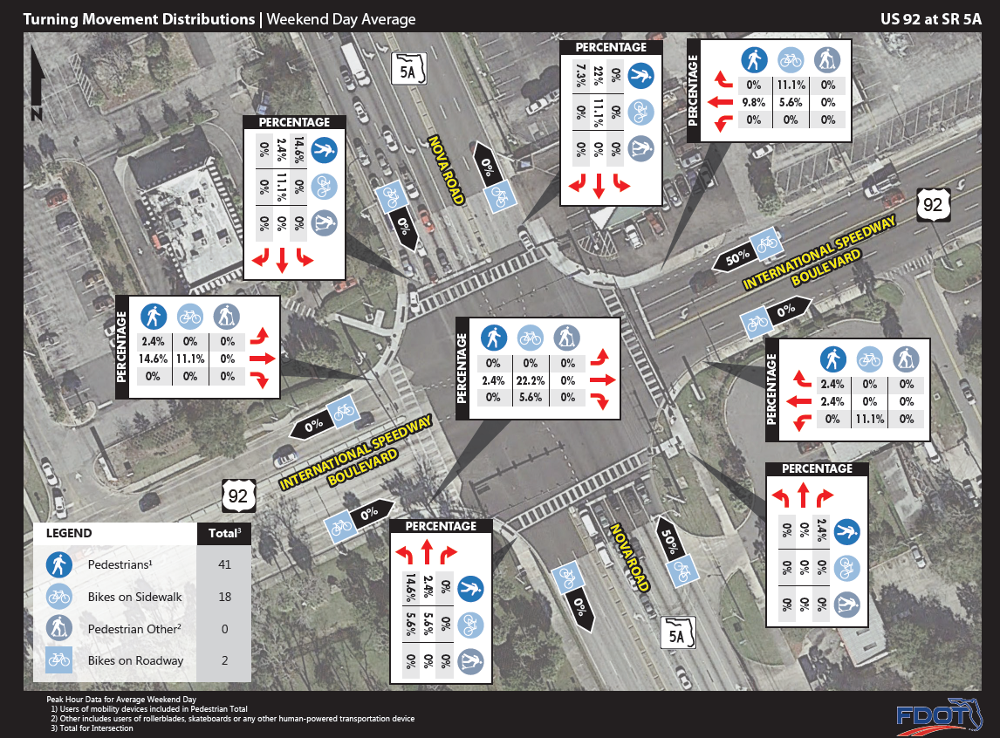 Turning Movement Distributions | Weekend Day Average
US 92 at SR 5A
N
5A
NOVA ROAD
0%
0%
PERCENTAGE
7.3% 22% 0%
0% 11.1% 0%
0% 0% 0%
PERCENTAGE
0% 11.1% 0%
9.8% 5.6% 0%
0% 0% 0%
PERCENTAGE
0% 2.4% 14.6%
0% 11.1% 0%
0% 0% 0%
92
50%
INTERNATIONAL SPEEDWAY
BOULEVARD
0%
PERCENTAGE
2.4% 0% 0%
14.6% 11.1% 0%
0% 0% 0%
PERCENTAGE
0% 0% 0%
2.4% 22.2% 0%
0% 5.6% 0%
PERCENTAGE
2.4% 0% 0%
2.4% 0% 0%
0% 11.1% 0%
0%
INTERNATIONAL SPEEDWAY
BOULEVARD
92
0%
PERCENTAGE
0% 0% 2.4%
0% 0% 0%
0% 0% 0%
PERCENTAGE
14.6% 2.4% 0%
5.6% 5.6% 0%
0% 0% 0%
NOVA ROAD
50%
0%
5A
LEGEND Total3
Pedestrians1 41
Bikes on Sidewalk 18
Pedestrian Other2 0
Bikes on Roadway 2
Peak Hour Data for Average Weekend Day
1) Users of mobility devices included in Pedestrian Total
2) Other includes users of rollerblades, skateboards or any other human-powered transportation device
3) Total for Intersection
FDOT